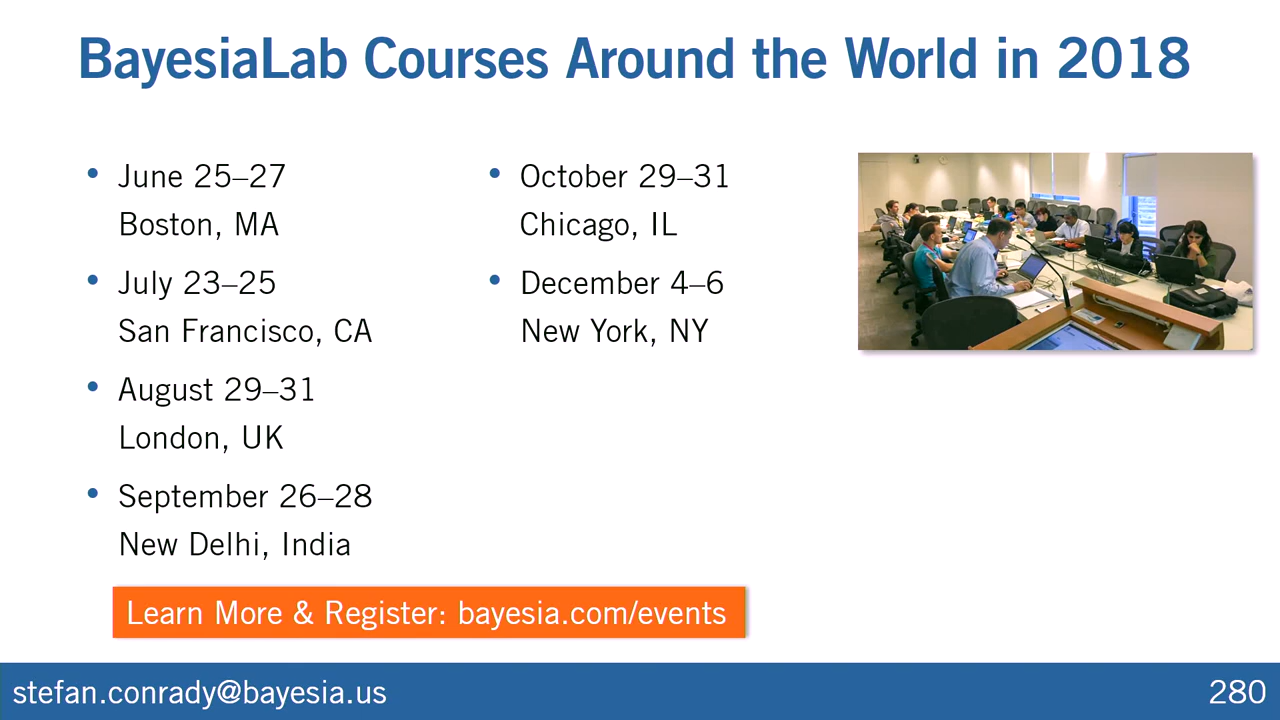 BayesiaLab Courses Around the World in 2018
• June 25–27
Boston, MA
• July 23–25
San Francisco, CA
• August 29–31
London, UK
• September 26–28
New Delhi, India
• October 29–31
Chicago, IL
• December 4–6
New York, NY
Learn More & Register: bayesia.com/events
stefan.conrady@bayesia.us
280